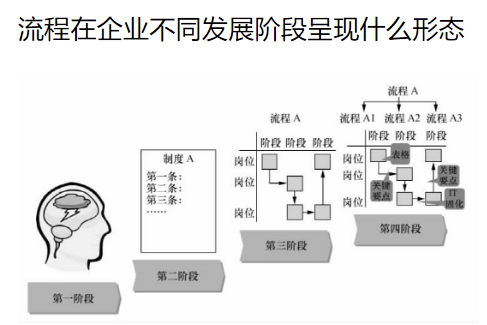 流程在企业不同发展阶段呈现什么形态
第一阶段
制度 A
第一条：
第二条：
第三条：
……
第二阶段
流程 A
阶段 阶段 阶段
岗位
岗位
岗位
第三阶段
流程 A
流程 A1 流程 A2 流程 A3
阶段 阶段 阶段
岗位
表格
岗位
关键
要点
关键
要点
岗位
IT
固化
第四阶段